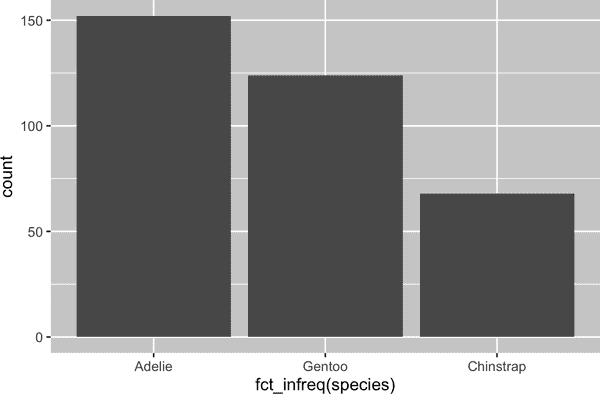 150
100
50
0
count
Adelie
Gentoo
Chinstrap
fct_infreq(species)